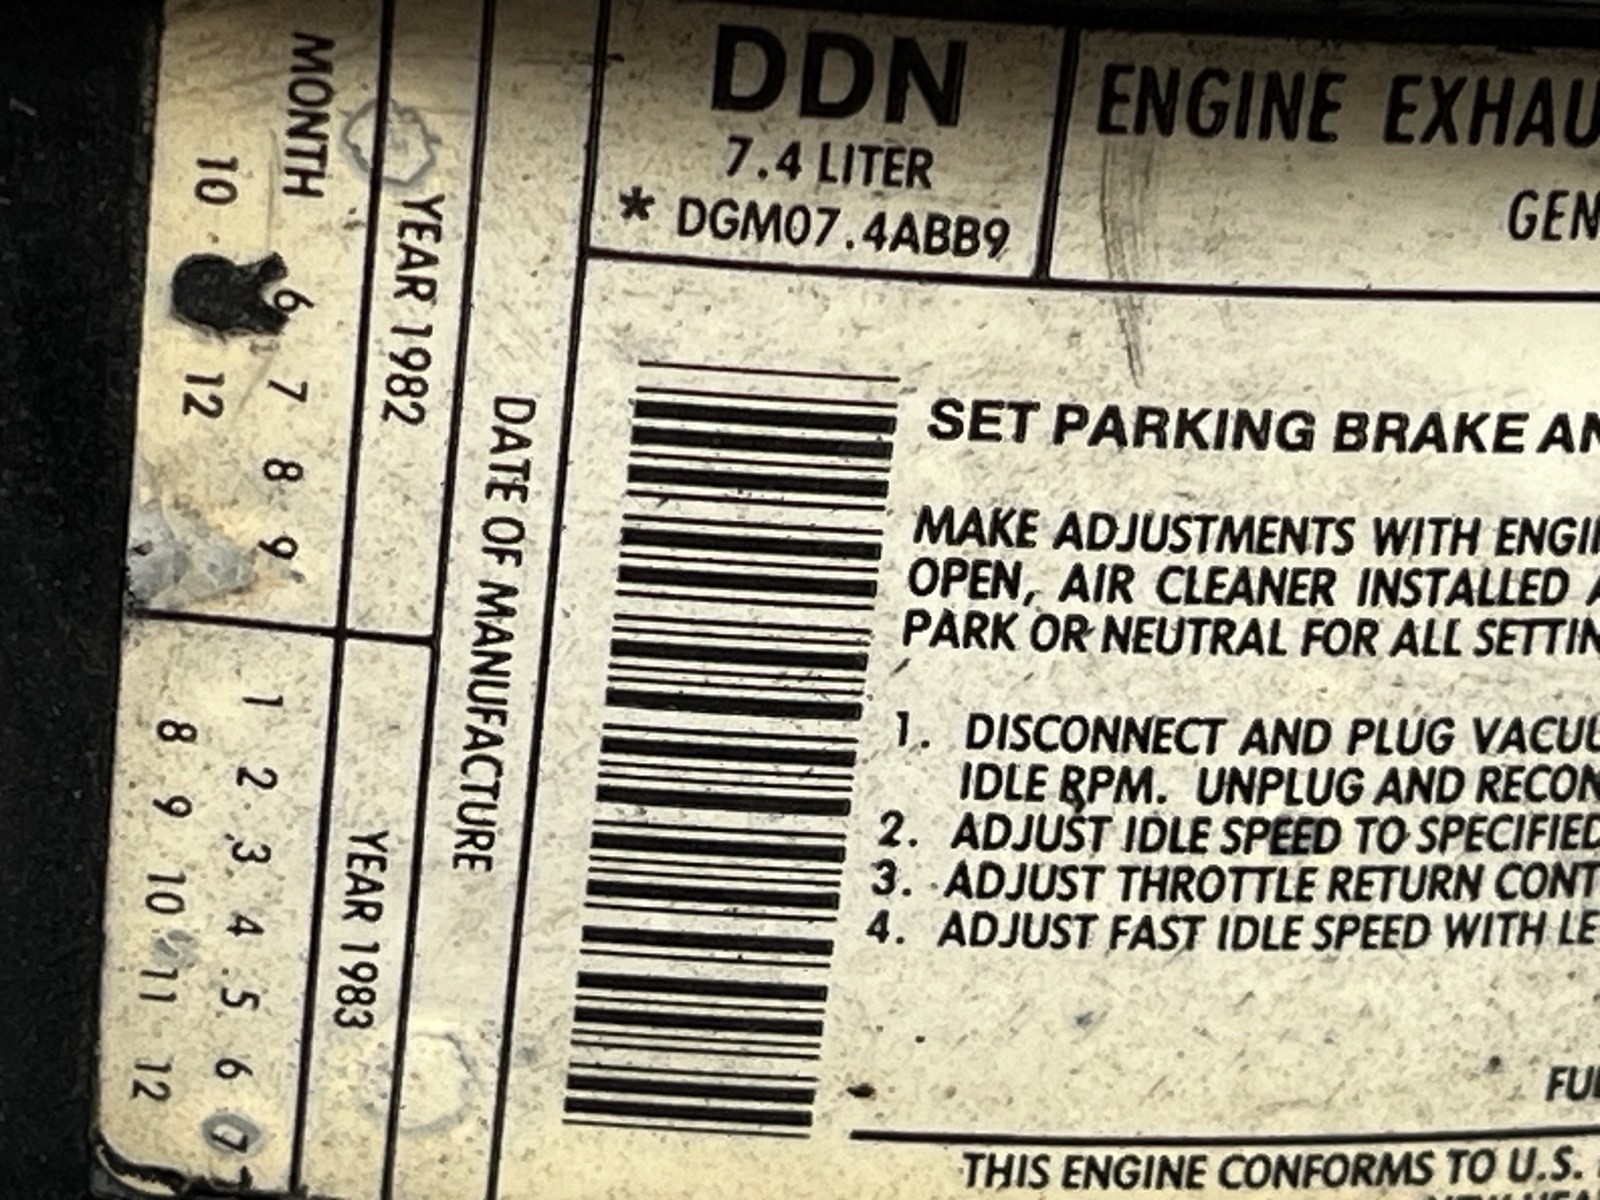 DDN
7.4 LITER
* DGM07.4ABB9
ENGINE EXHAU
GEN
SET PARKING BRAKE AN
MAKE ADJUSTMENTS WITH ENGI
OPEN, AIR CLEANER INSTALLED
PARK OR NEUTRAL FOR ALL SETTIN
1. DISCONNECT AND PLUG VACUU
IDLE RPM. UNPLUG AND RECON
2. ADJUST IDLE SPEED TO SPECIFIED
3. ADJUST THROTTLE RETURN CONT
4. ADJUST FAST IDLE SPEED WITH LE
FU
THIS ENGINE CONFORMS TO U.S.
DATE OF MANUFACTURE
YEAR 1982
YEAR 1983
MONTH
6 7 8 9
10 12
1 2 3 4 5 6 7
8 9 10 11 12